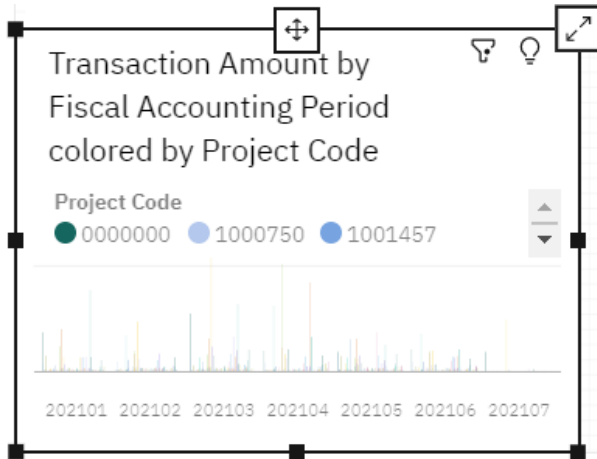 Transaction Amount by
Fiscal Accounting Period
colored by Project Code
Project Code
0000000 1000750 1001457
202101 202102 202103 202104 202105 202106 202107